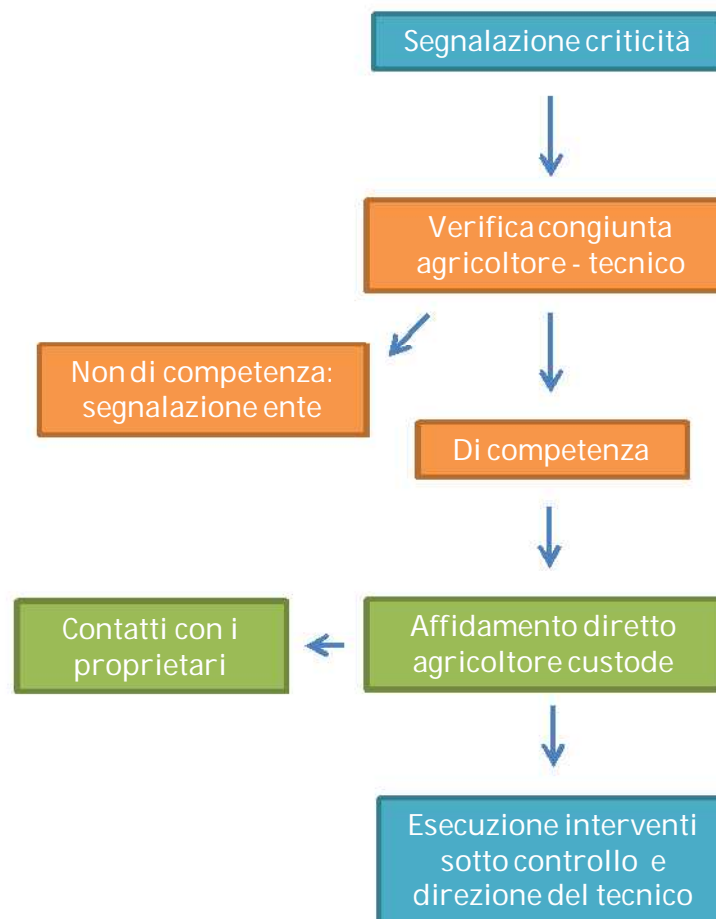 Segnalazione criticità
Verifica congiunta
agricoltore - tecnico
Non di competenza:
segnalazione ente
Di competenza
Contatti con i
proprietari
Affidamento diretto
agricoltore custode
Esecuzione interventi
sotto controllo e
direzione del tecnico